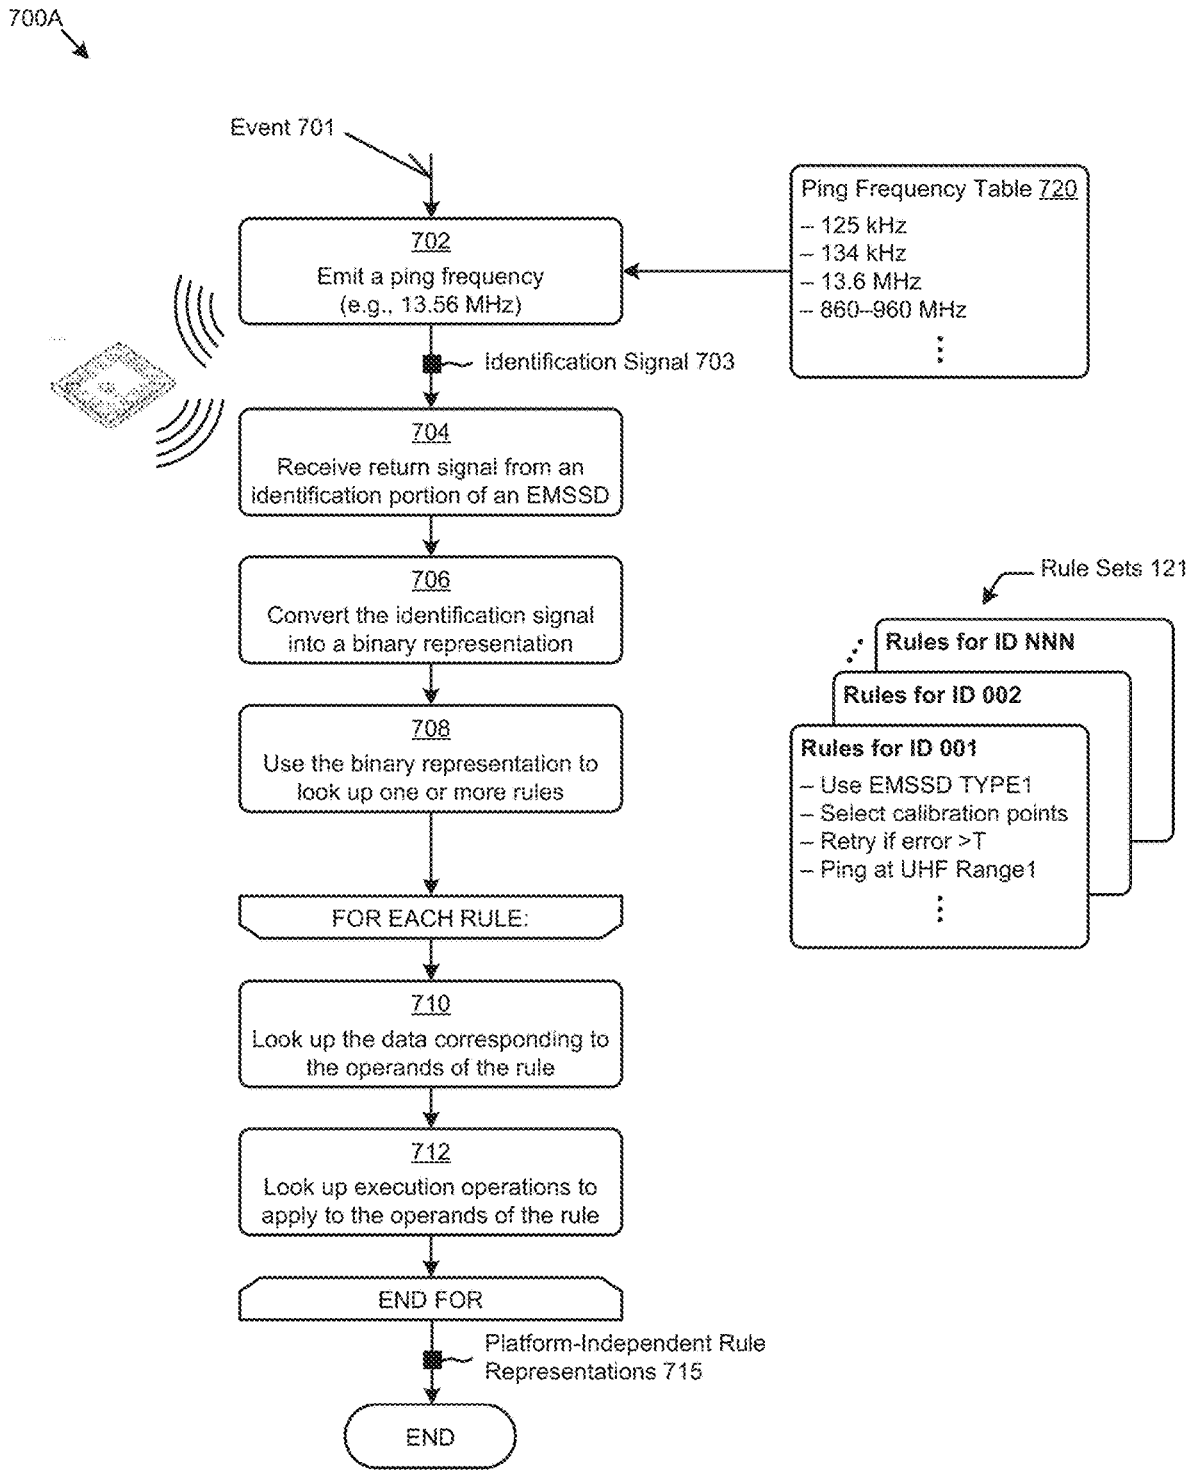 700A
Event 701
702
Emit a ping frequency
(e.g., 13.56 MHz)
Ping Frequency Table 720
– 125 kHz
– 134 kHz
– 13.6 MHz
– 860–960 MHz
Identification Signal 703
704
Receive return signal from an
identification portion of an EMSSD
706
Convert the identification signal
into a binary representation
708
Use the binary representation to
look up one or more rules
Rule Sets 121
Rules for ID NNN
Rules for ID 002
Rules for ID 001
– Use EMSSD TYPE1
– Select calibration points
– Retry if error >T
– Ping at UHF Range1
FOR EACH RULE:
710
Look up the data corresponding to
the operands of the rule
712
Look up execution operations to
apply to the operands of the rule
END FOR
Platform-Independent Rule
Representations 715
END